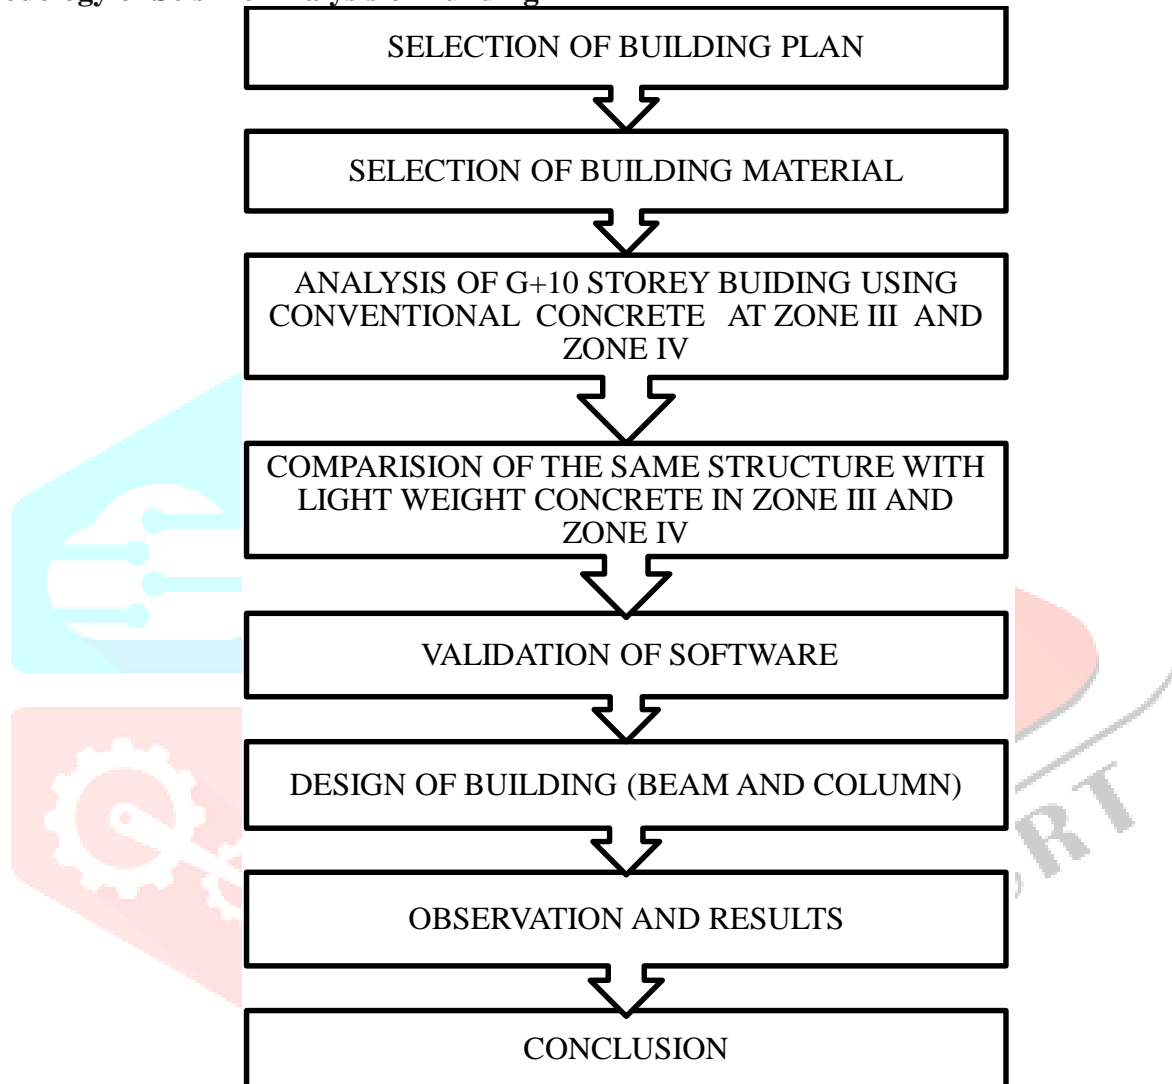 SELECTION OF BUILDING PLAN
SELECTION OF BUILDING MATERIAL
ANALYSIS OF G+10 STOREY BUIDING USING
CONVENTIONAL CONCRETE AT ZONE III AND
ZONE IV
COMPARISION OF THE SAME STRUCTURE WITH
LIGHT WEIGHT CONCRETE IN ZONE III AND
ZONE IV
VALIDATION OF SOFTWARE
DESIGN OF BUILDING (BEAM AND COLUMN)
OBSERVATION AND RESULTS
CONCLUSION